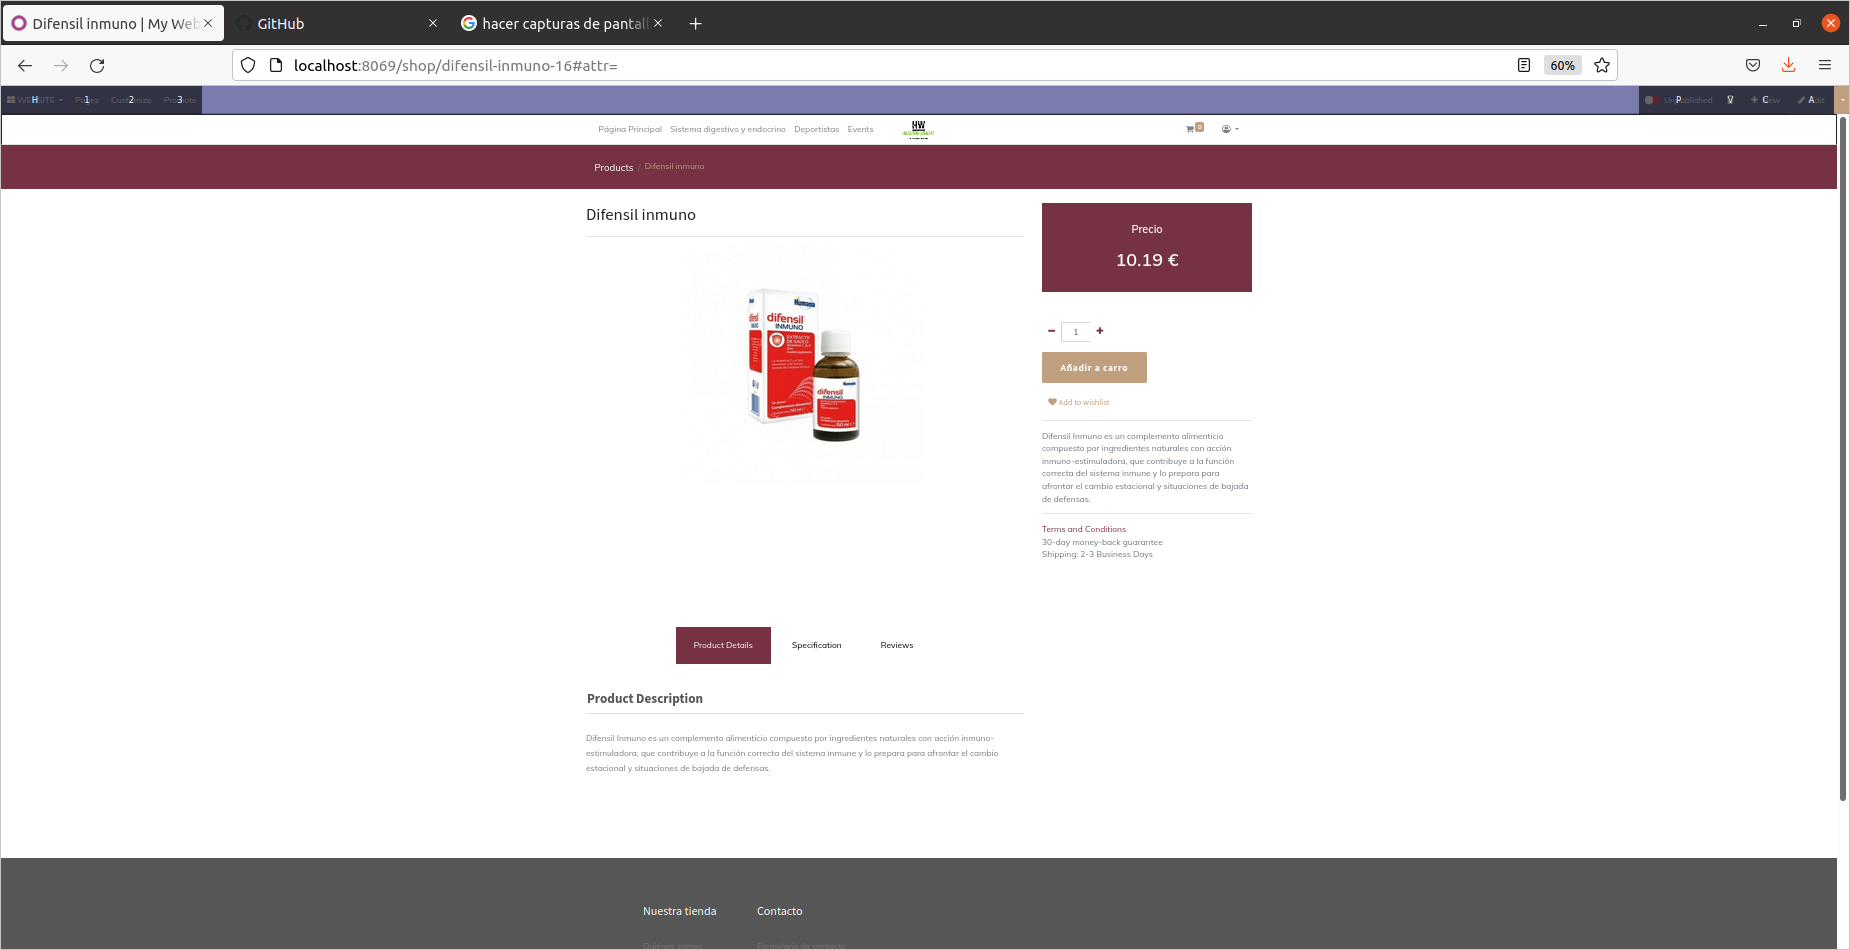 Difensil inmuno | My Web
GitHub
hacer capturas de pantall
localhost:8069/shop/difensil-inmuno-16#attr=
60%
WEBSITE H Pages 1 Customize 2 Promote 3
Unpublished P V New C Edit A
Página Principal Sistema digestivo y endocrino Deportistas Events
HW
0
Products / Difensil inmuno
Difensil inmuno
Humana
difensil
INMUNO
EXTRACTO
DE SAÚCO
Complemento alimenticio
150 ml
Humana
difensil
INMUNO
150 ml
Precio
10.19 €
1
Añadir a carro
Add to wishlist
Difensil Inmuno es un complemento alimenticio
compuesto por ingredientes naturales con acción
inmuno-estimuladora, que contribuye a la función
correcta del sistema inmune y lo prepara para
afrontar el cambio estacional y situaciones de bajada
de defensas.
Terms and Conditions
30-day money-back guarantee
Shipping: 2-3 Business Days
Product Details Specification Reviews
Product Description
Difensil Inmuno es un complemento alimenticio compuesto por ingredientes naturales con acción inmuno-
estimuladora, que contribuye a la función correcta del sistema inmune y lo prepara para afrontar el cambio
estacional y situaciones de bajada de defensas.
Nuestra tienda Contacto
Quiénes somos Formulario de contacto